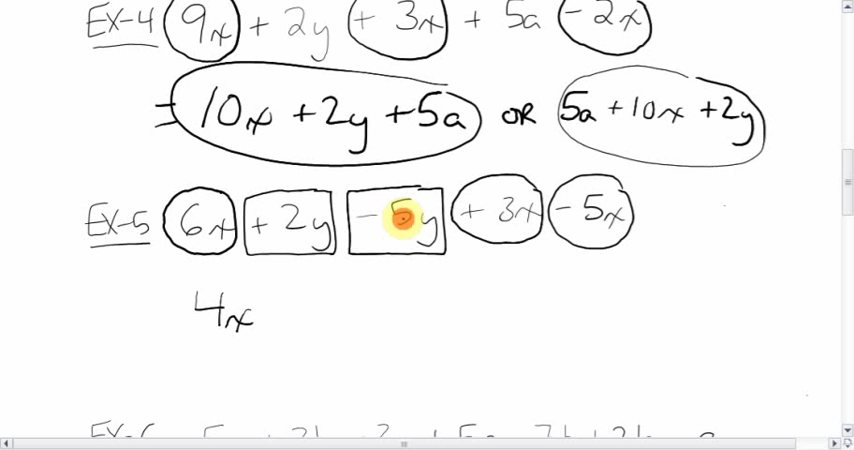 EX-4 9x + 2y + 3x + 5a - 2x
= 10x + 2y + 5a OR 5a + 10x + 2y
EX-5 6x + 2y - 5y + 3x - 5x
4x